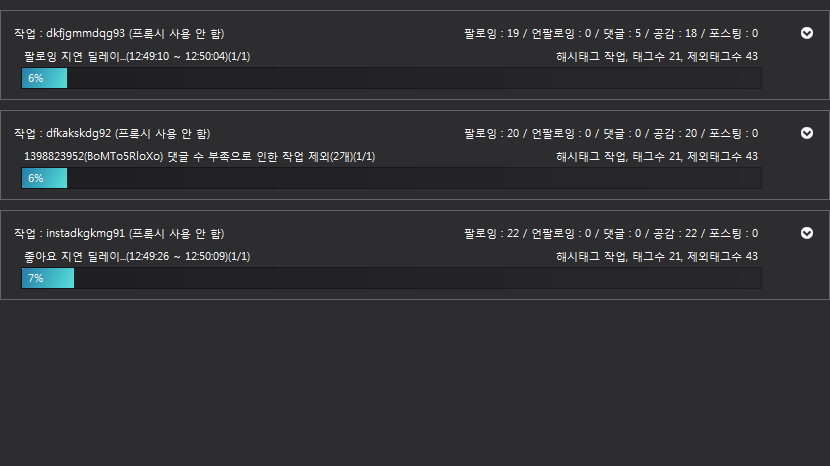 작업 : dkfjgmmdqg93 (프록시 사용 안 함) 팔로잉 : 19 / 언팔로잉 : 0 / 댓글 : 5 / 공감 : 18 / 포스팅 : 0
팔로잉 지연 딜레이...(12:49:10 ~ 12:50:04)(1/1) 해시태그 작업, 태그수 21, 제외태그수 43
6%
작업 : dfkakskdg92 (프록시 사용 안 함) 팔로잉 : 20 / 언팔로잉 : 0 / 댓글 : 0 / 공감 : 20 / 포스팅 : 0
1398823952(BoMTo5RloXo) 댓글 수 부족으로 인한 작업 제외(2개)(1/1) 해시태그 작업, 태그수 21, 제외태그수 43
6%
작업 : instadkgkmg91 (프록시 사용 안 함) 팔로잉 : 22 / 언팔로잉 : 0 / 댓글 : 0 / 공감 : 22 / 포스팅 : 0
좋아요 지연 딜레이...(12:49:26 ~ 12:50:09)(1/1) 해시태그 작업, 태그수 21, 제외태그수 43
7%